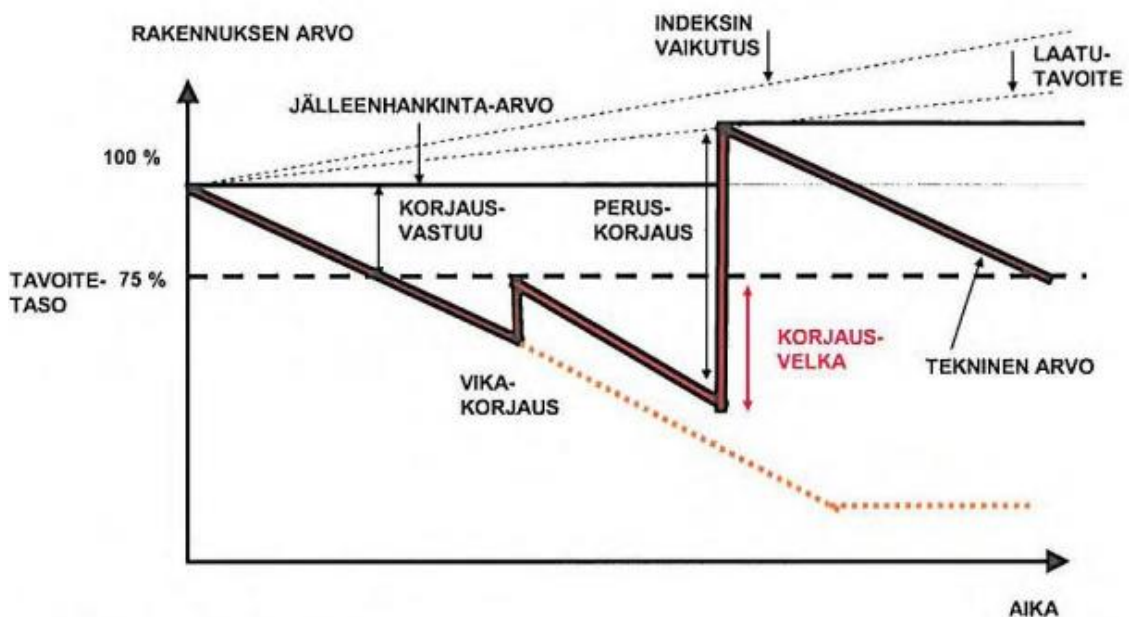 RAKENNUKSEN ARVO
INDEKSIN
VAIKUTUS
LAATU-
TAVOITE
JÄLLEENHANKINTA-ARVO
100 %
KORJAUS-
VASTUU
PERUS-
KORJAUS
TAVOITE-
TASO
75 %
KORJAUS-
VELKA
TEKNINEN ARVO
VIKA-
KORJAUS
AIKA